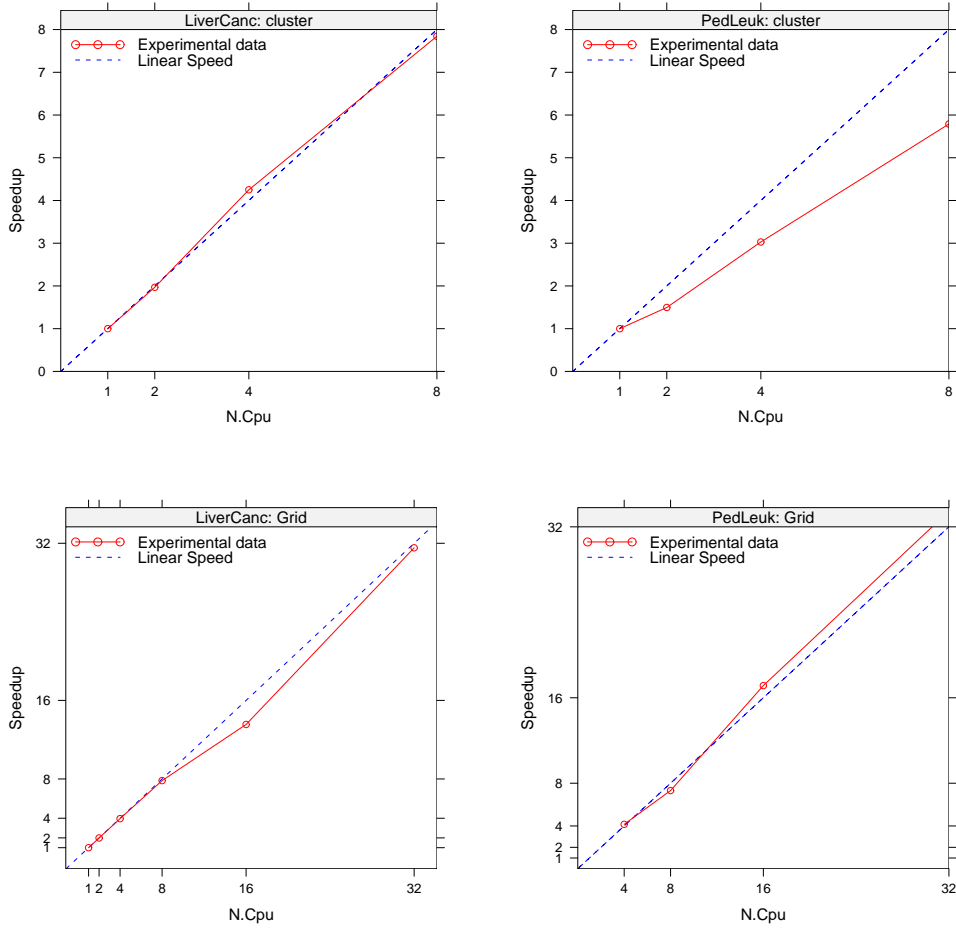 LiverCanc: cluster
Experimental data
Linear Speed
Speedup
8
7
6
5
4
3
2
1
0
1 2 4 8
N.Cpu
PedLeuk: cluster
Experimental data
Linear Speed
Speedup
8
7
6
5
4
3
2
1
0
1 2 4 8
N.Cpu
LiverCanc: Grid
Experimental data
Linear Speed
Speedup
32
16
8
4
2
1
1 2 4 8 16 32
N.Cpu
PedLeuk: Grid
Experimental data
Linear Speed
Speedup
32
16
8
4
2
1
4 8 16 32
N.Cpu